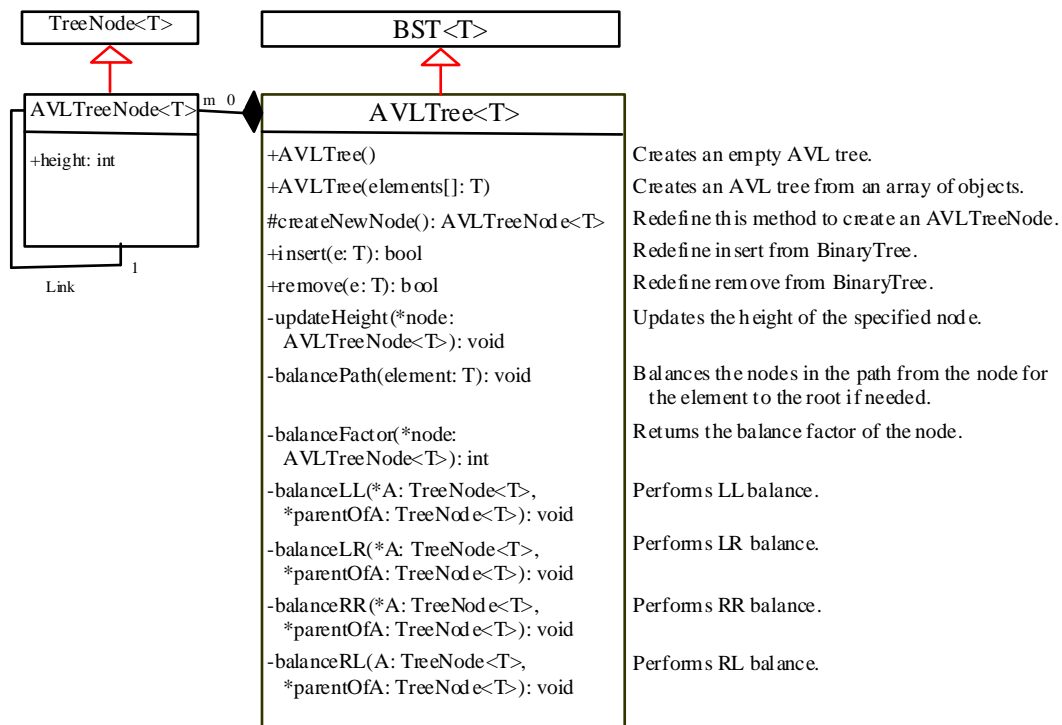 TreeNode<T>
BST<T>
AVLTreeNode<T>
m 0
AVLTree<T>
+height: int
1
Link
+AVLTree()
Creates an empty AVL tree.
+AVLTree(elements[]: T)
Creates an AVL tree from an array of objects.
#createNewNode(): AVLTreeNode<T>
Redefine this method to create an AVLTreeNode.
+insert(e: T): bool
Redefine insert from BinaryTree.
+remove(e: T): bool
Redefine remove from BinaryTree.
-updateHeight(*node:
AVLTreeNode<T>): void
Updates the height of the specified node.
-balancePath(element: T): void
Balances the nodes in the path from the node for
the element to the root if needed.
-balanceFactor(*node:
AVLTreeNode<T>): int
Returns the balance factor of the node.
-balanceLL(*A: TreeNode<T>,
*parentOfA: TreeNode<T>): void
Performs LL balance.
-balanceLR(*A: TreeNode<T>,
*parentOfA: TreeNode<T>): void
Performs LR balance.
-balanceRR(*A: TreeNode<T>,
*parentOfA: TreeNode<T>): void
Performs RR balance.
-balanceRL(A: TreeNode<T>,
*parentOfA: TreeNode<T>): void
Performs RL balance.